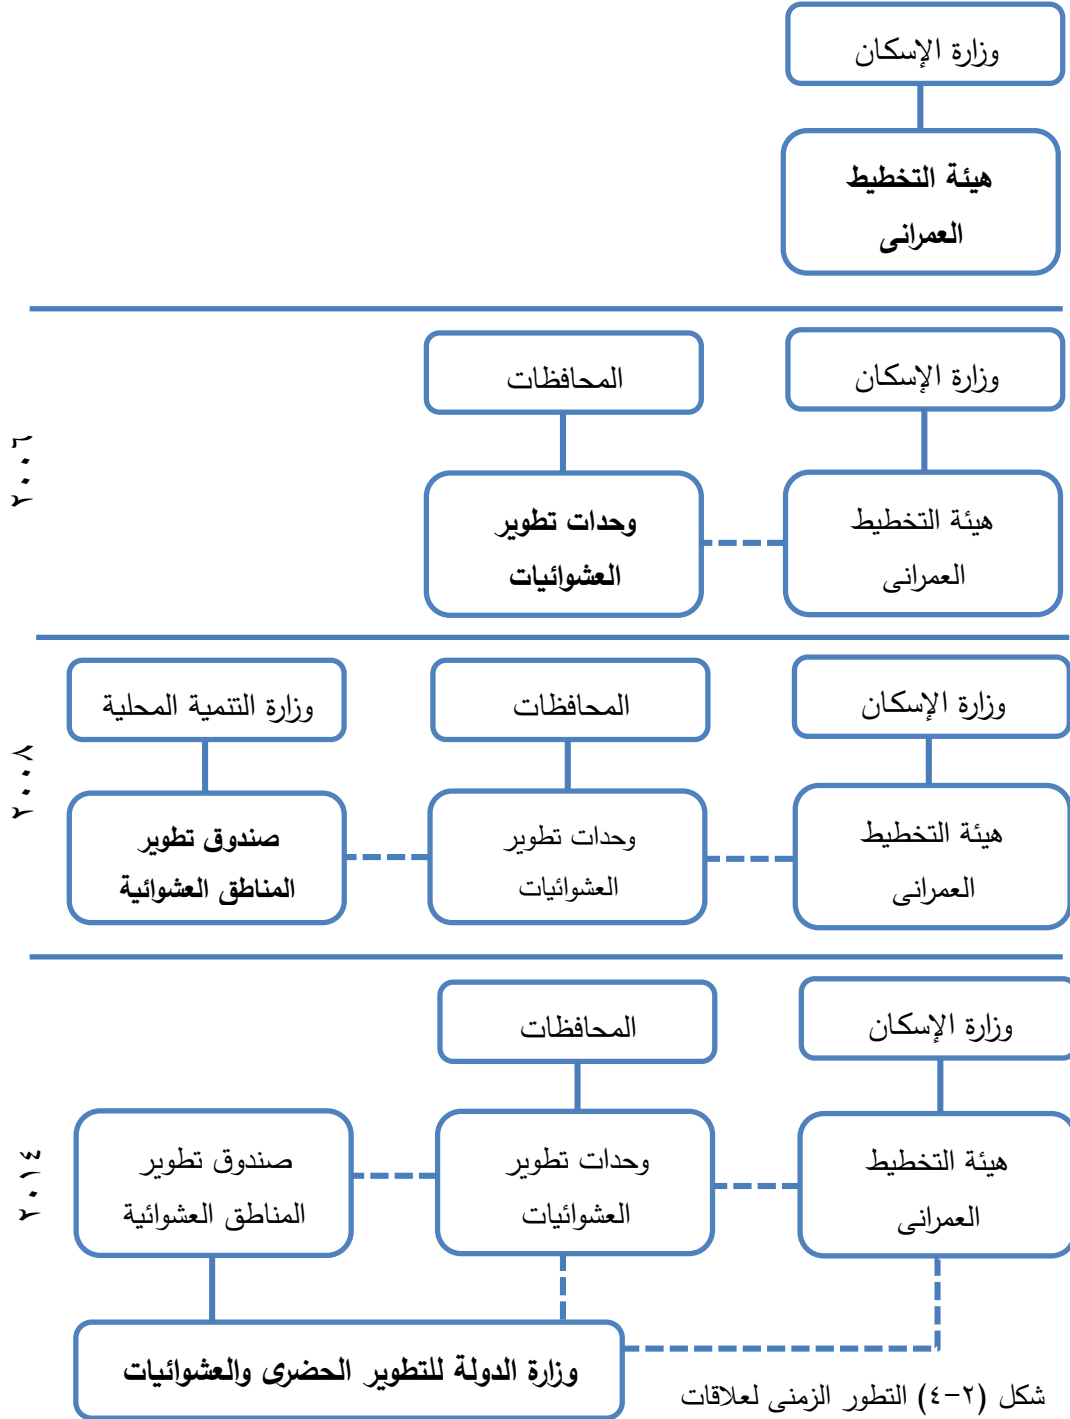 وزارة الإسكان
هيئة التخطيط
العمرانى
٢٠٠٦
وزارة الإسكان
المحافظات
هيئة التخطيط
العمرانى
وحدات تطوير
العشوائيات
٢٠٠٧
وزارة الإسكان
المحافظات
وزارة التنمية المحلية
هيئة التخطيط
العمرانى
وحدات تطوير
العشوائيات
صندوق تطوير
المناطق العشوائية
٢٠١٤
وزارة الإسكان
المحافظات
هيئة التخطيط
العمرانى
وحدات تطوير
العشوائيات
صندوق تطوير
المناطق العشوائية
وزارة الدولة للتطوير الحضرى والعشوائيات
شكل (٢-٤) التطور الزمنى لعلاقات